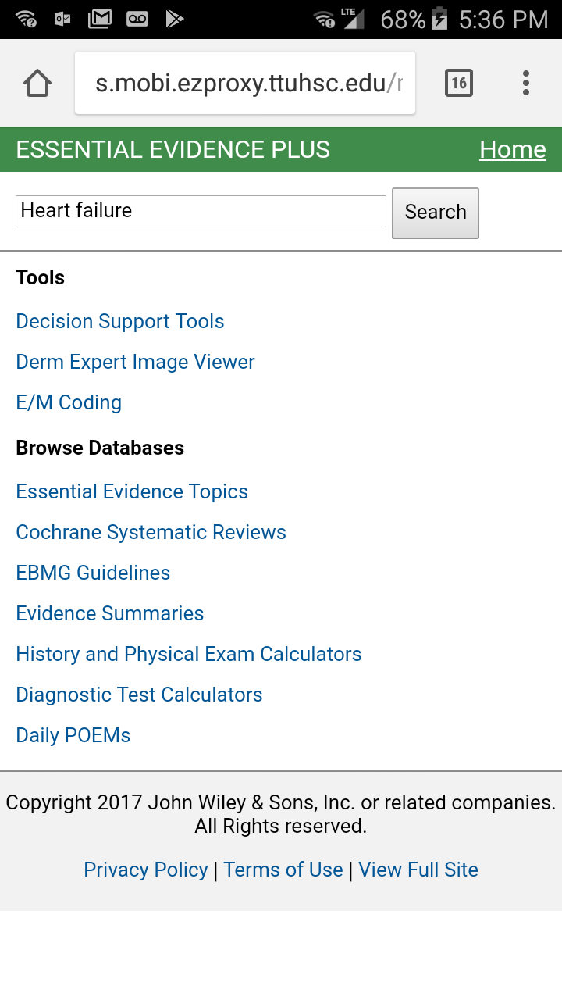 LTE 68% 5:36 PM
s.mobi.ezproxy.ttuhsc.edu/r 16
ESSENTIAL EVIDENCE PLUS Home
Heart failure Search
Tools
Decision Support Tools
Derm Expert Image Viewer
E/M Coding
Browse Databases
Essential Evidence Topics
Cochrane Systematic Reviews
EBMG Guidelines
Evidence Summaries
History and Physical Exam Calculators
Diagnostic Test Calculators
Daily POEMs
Copyright 2017 John Wiley & Sons, Inc. or related companies.
All Rights reserved.
Privacy Policy | Terms of Use | View Full Site